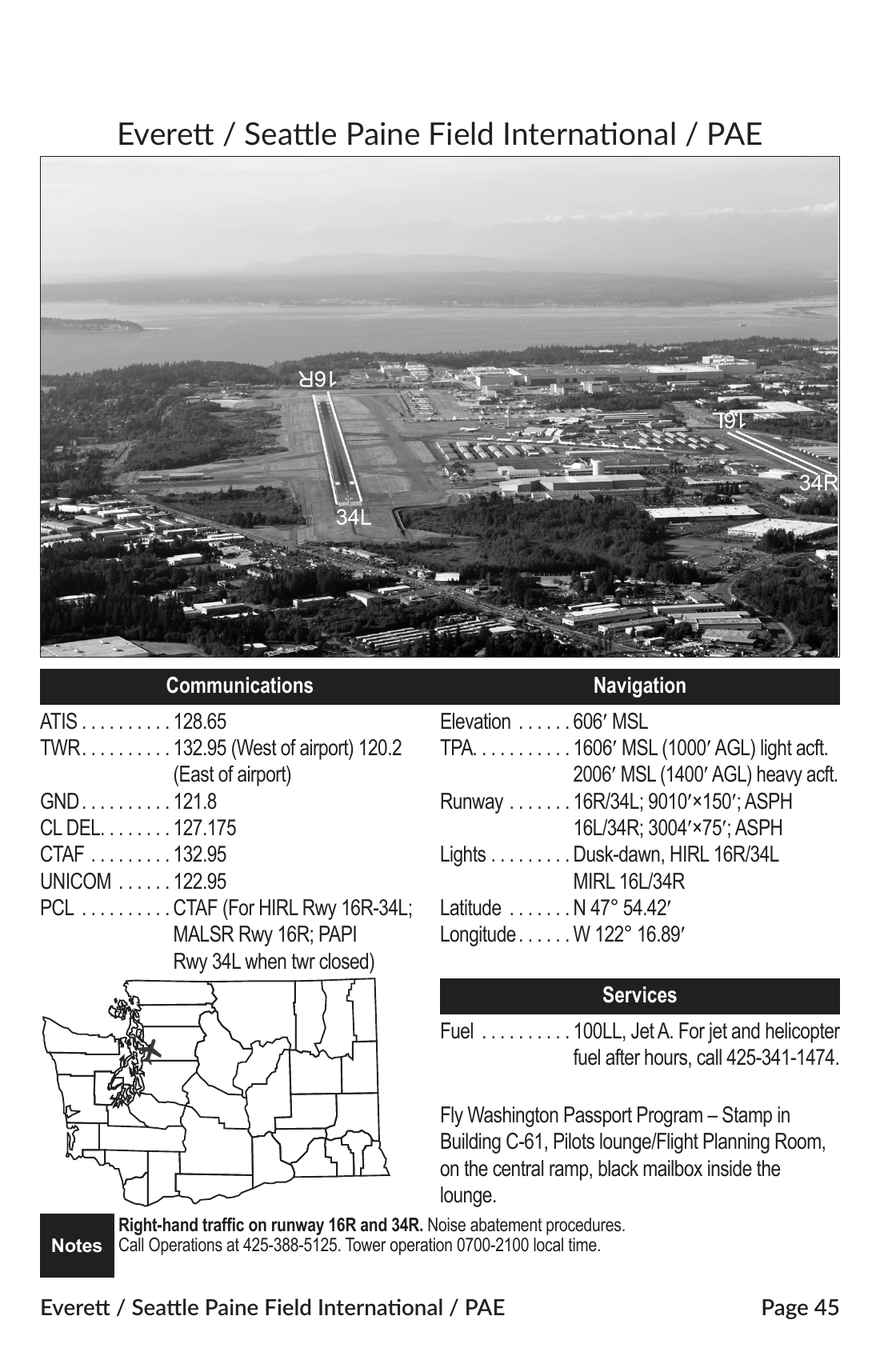 Everett / Seattle Paine Field International / PAE
16R
16L
34R
34L
Communications
ATIS . . . . . . . . . . 128.65
TWR. . . . . . . . . . 132.95 (West of airport) 120.2
(East of airport)
GND . . . . . . . . . . 121.8
CL DEL. . . . . . . . 127.175
CTAF . . . . . . . . . 132.95
UNICOM . . . . . . 122.95
PCL . . . . . . . . . . CTAF (For HIRL Rwy 16R-34L;
MALSR Rwy 16R; PAPI
Rwy 34L when twr closed)
Navigation
Elevation . . . . . . 606′ MSL
TPA. . . . . . . . . . . 1606′ MSL (1000′ AGL) light acft.
2006′ MSL (1400′ AGL) heavy acft.
Runway . . . . . . . 16R/34L; 9010′×150′; ASPH
16L/34R; 3004′×75′; ASPH
Lights . . . . . . . . . Dusk-dawn, HIRL 16R/34L
MIRL 16L/34R
Latitude . . . . . . . N 47° 54.42′
Longitude . . . . . . W 122° 16.89′
Services
Fuel . . . . . . . . . . 100LL, Jet A. For jet and helicopter
fuel after hours, call 425-341-1474.
Fly Washington Passport Program – Stamp in
Building C-61, Pilots lounge/Flight Planning Room,
on the central ramp, black mailbox inside the
lounge.
Notes
Right-hand traffic on runway 16R and 34R. Noise abatement procedures.
Call Operations at 425-388-5125. Tower operation 0700-2100 local time.
Everett / Seattle Paine Field International / PAE
Page 45